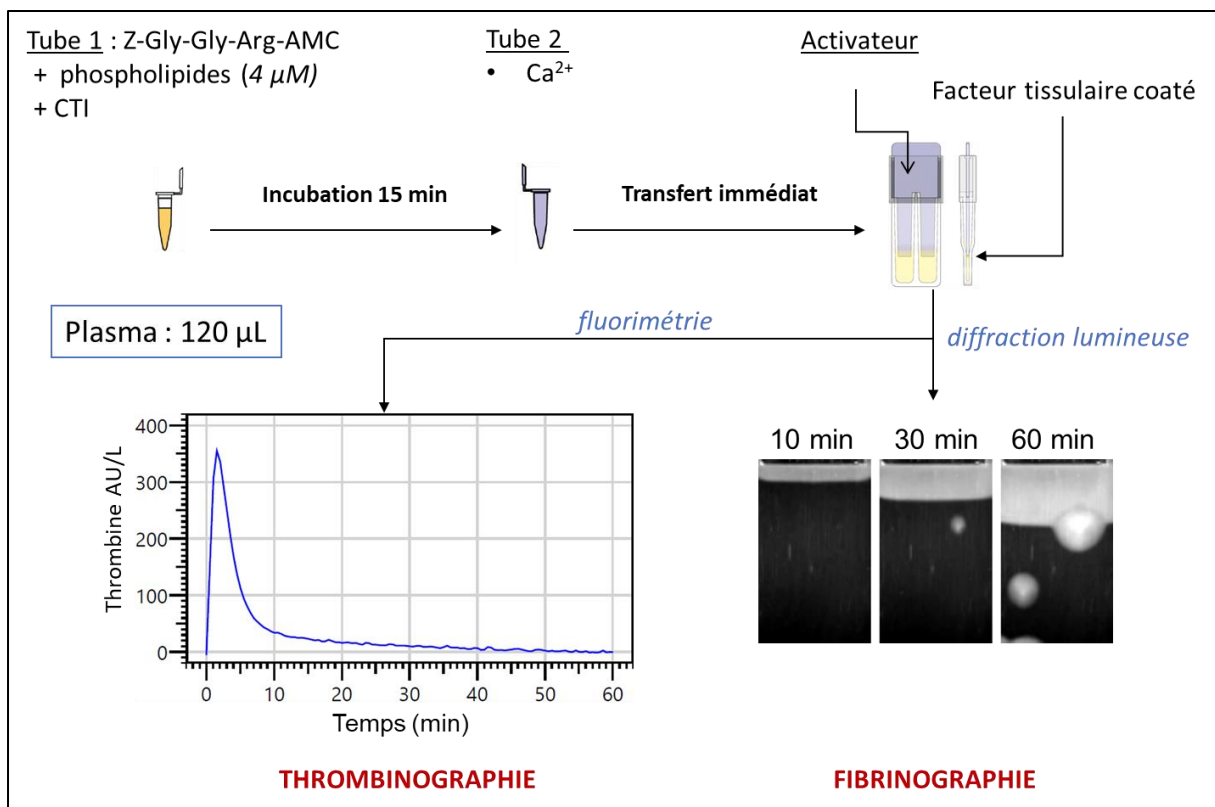 Tube 1 : Z-Gly-Gly-Arg-AMC
+ phospholipides (4 µM)
+ CTI
Tube 2
• Ca²⁺
Activateur
Facteur tissulaire coaté
Incubation 15 min
Transfert immédiat
Plasma : 120 µL
fluorimétrie
diffraction lumineuse
Thrombine AU/L
400
300
200
100
0
0 10 20 30 40 50 60
Temps (min)
10 min 30 min 60 min
THROMBINOGRAPHIE
FIBRINOGRAPHIE